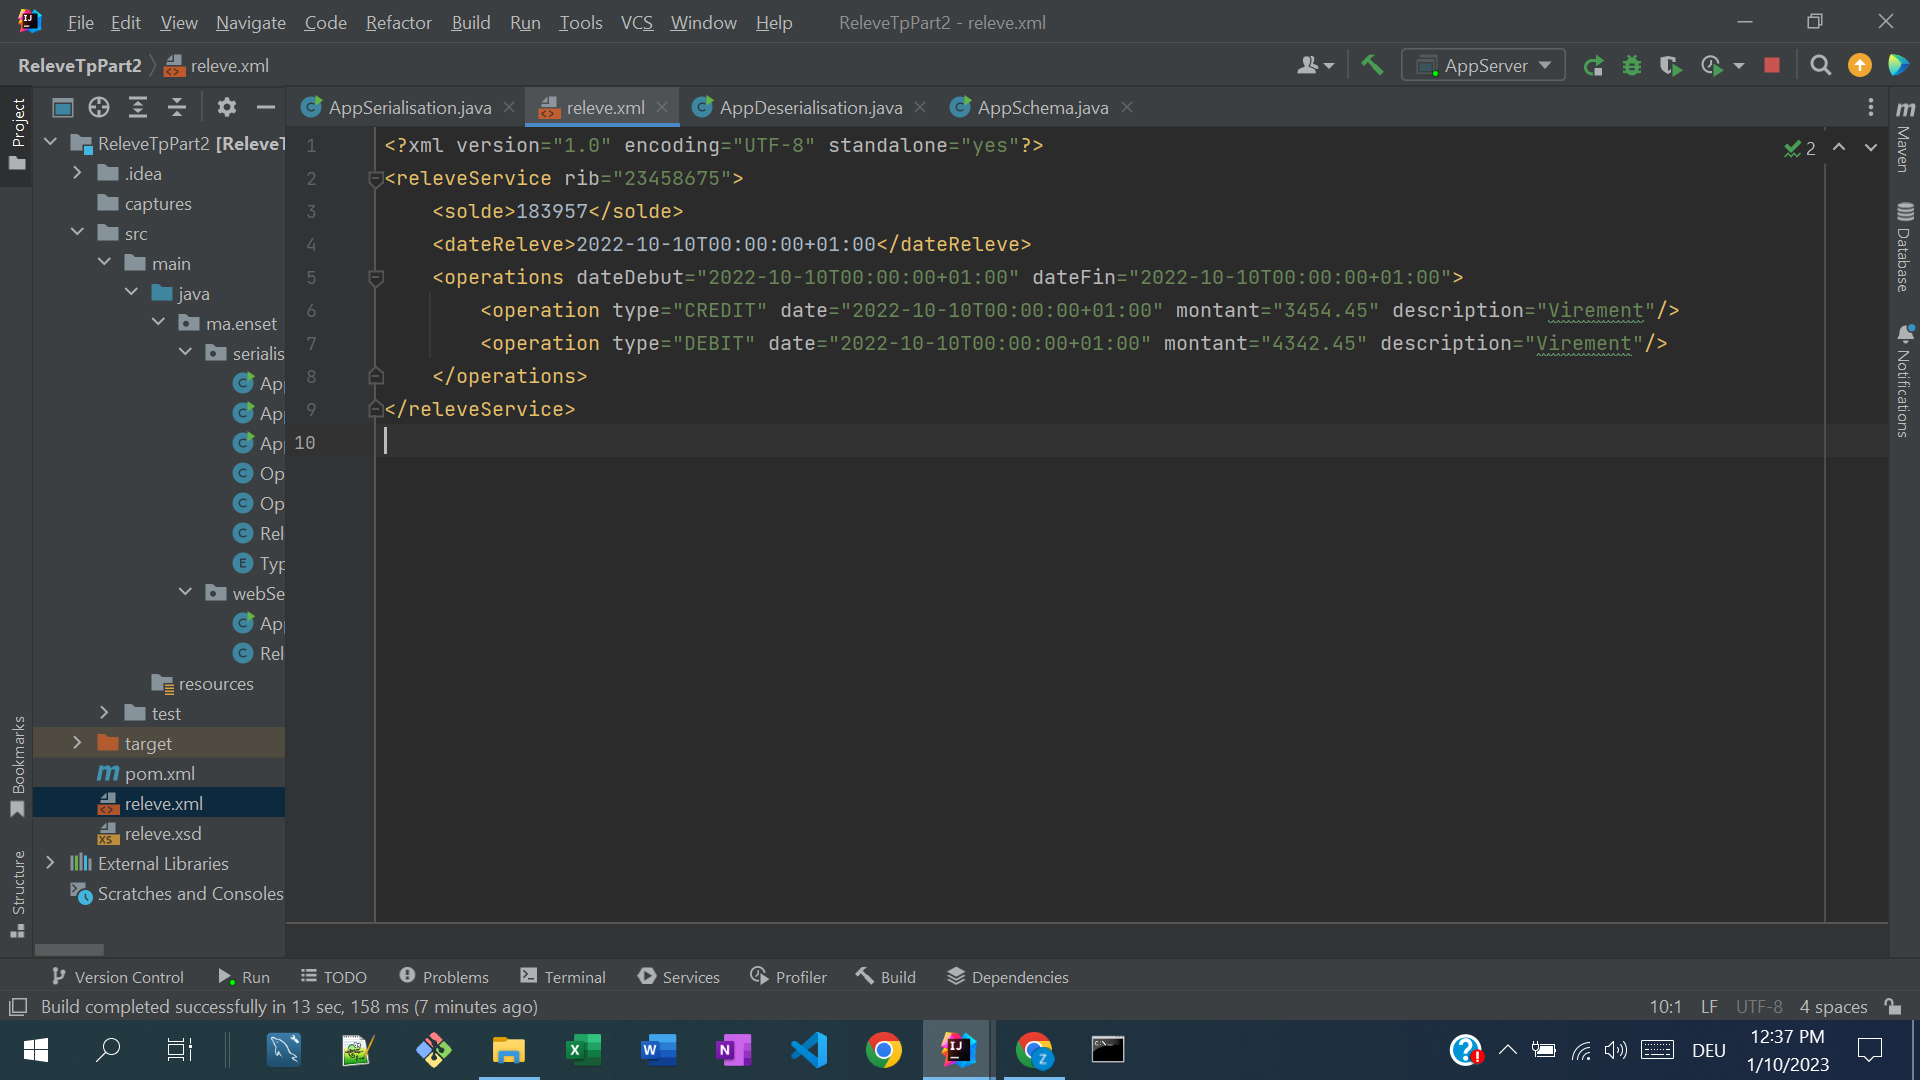 File Edit View Navigate Code Refactor Build Run Tools VCS Window Help ReleveTpPart2 - releve.xml
ReleveTpPart2 releve.xml AppServer
AppSerialisation.java releve.xml AppDeserialisation.java AppSchema.java
Project
ReleveTpPart2 [ReleveT
.idea
captures
src
main
java
ma.enset
serialis
App
App
App
Op
Op
Rel
Typ
webSe
App
Rel
resources
test
target
pom.xml
releve.xml
releve.xsd
External Libraries
Scratches and Consoles
Bookmarks
Structure
1 <?xml version="1.0" encoding="UTF-8" standalone="yes"?>
2 <releveService rib="23458675">
3 <solde>183957</solde>
4 <dateReleve>2022-10-10T00:00:00+01:00</dateReleve>
5 <operations dateDebut="2022-10-10T00:00:00+01:00" dateFin="2022-10-10T00:00:00+01:00">
6 <operation type="CREDIT" date="2022-10-10T00:00:00+01:00" montant="3454.45" description="Virement"/>
7 <operation type="DEBIT" date="2022-10-10T00:00:00+01:00" montant="4342.45" description="Virement"/>
8 </operations>
9 </releveService>
10
2
Maven
Database
Notifications
Version Control Run TODO Problems Terminal Services Profiler Build Dependencies
Build completed successfully in 13 sec, 158 ms (7 minutes ago) 10:1 LF UTF-8 4 spaces
DEU 12:37 PM
1/10/2023